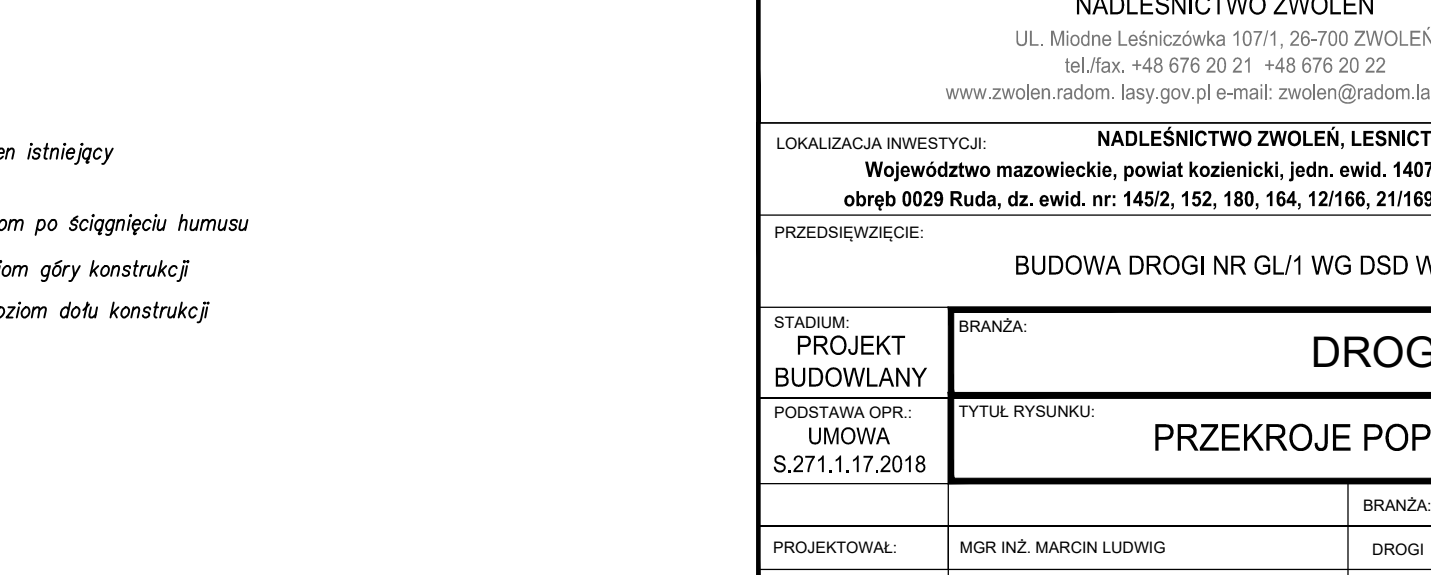 en istniejący
om po ściągnięciu humusu
iom góry konstrukcji
oziom dołu konstrukcji
NADLEŚNICTWO ZWOLEŃ
UL. Miodne Leśniczówka 107/1, 26-700 ZWOLEŃ
tel./fax. +48 676 20 21 +48 676 20 22
www.zwolen.radom. lasy.gov.pl e-mail: zwolen@radom.la
LOKALIZACJA INWESTYCJI: NADLEŚNICTWO ZWOLEŃ, LESNICT
Województwo mazowieckie, powiat kozienicki, jedn. ewid. 1407
obręb 0029 Ruda, dz. ewid. nr: 145/2, 152, 180, 164, 12/166, 21/169
PRZEDSIĘWZIĘCIE:
BUDOWA DROGI NR GL/1 WG DSD W
STADIUM:
PROJEKT
BUDOWLANY
BRANŻA:
DROG
PODSTAWA OPR.:
UMOWA
S.271.1.17.2018
TYTUŁ RYSUNKU:
PRZEKROJE POP
BRANŻA:
PROJEKTOWAŁ: MGR INŻ. MARCIN LUDWIG DROGI